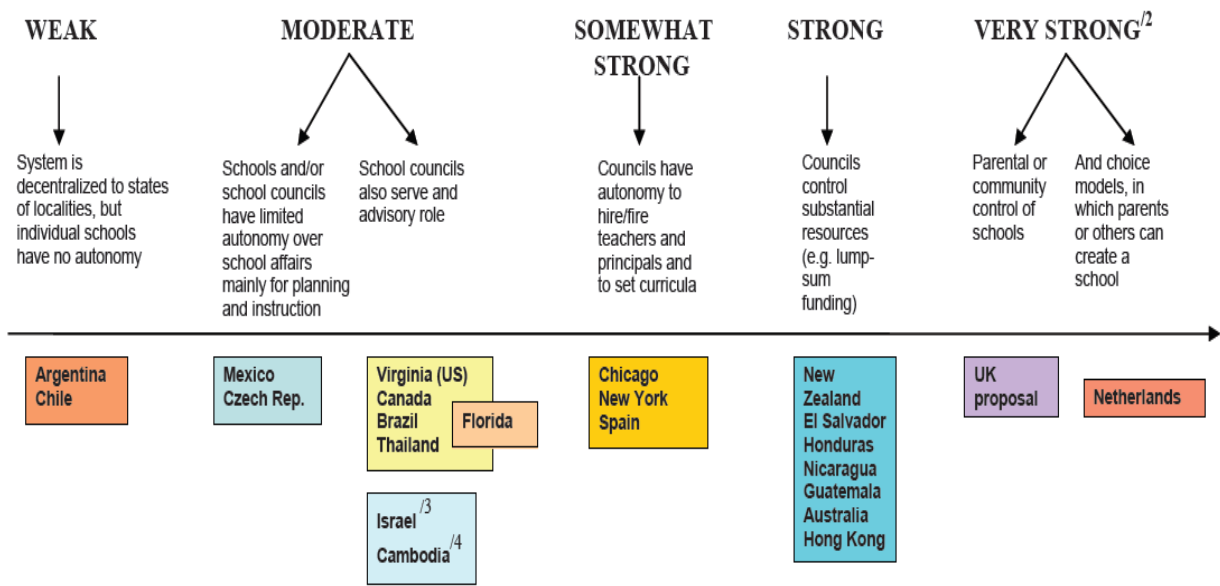 WEAK
MODERATE
SOMEWHAT
STRONG
STRONG
VERY STRONG/2
System is
decentralized to states
of localities, but
individual schools
have no autonomy
Schools and/or
school councils
have limited
autonomy over
school affairs
mainly for planning
and instruction
School councils
also serve and
advisory role
Councils have
autonomy to
hire/fire
teachers and
principals and
to set curricula
Councils
control
substantial
resources
(e.g. lump-
sum
funding)
Parental or
community
control of
schools
And choice
models, in
which parents
or others can
create a
school
Argentina
Chile
Mexico
Czech Rep.
Virginia (US)
Canada
Brazil
Thailand
Florida
Israel/3
Cambodia/4
Chicago
New York
Spain
New
Zealand
El Salvador
Honduras
Nicaragua
Guatemala
Australia
Hong Kong
UK
proposal
Netherlands